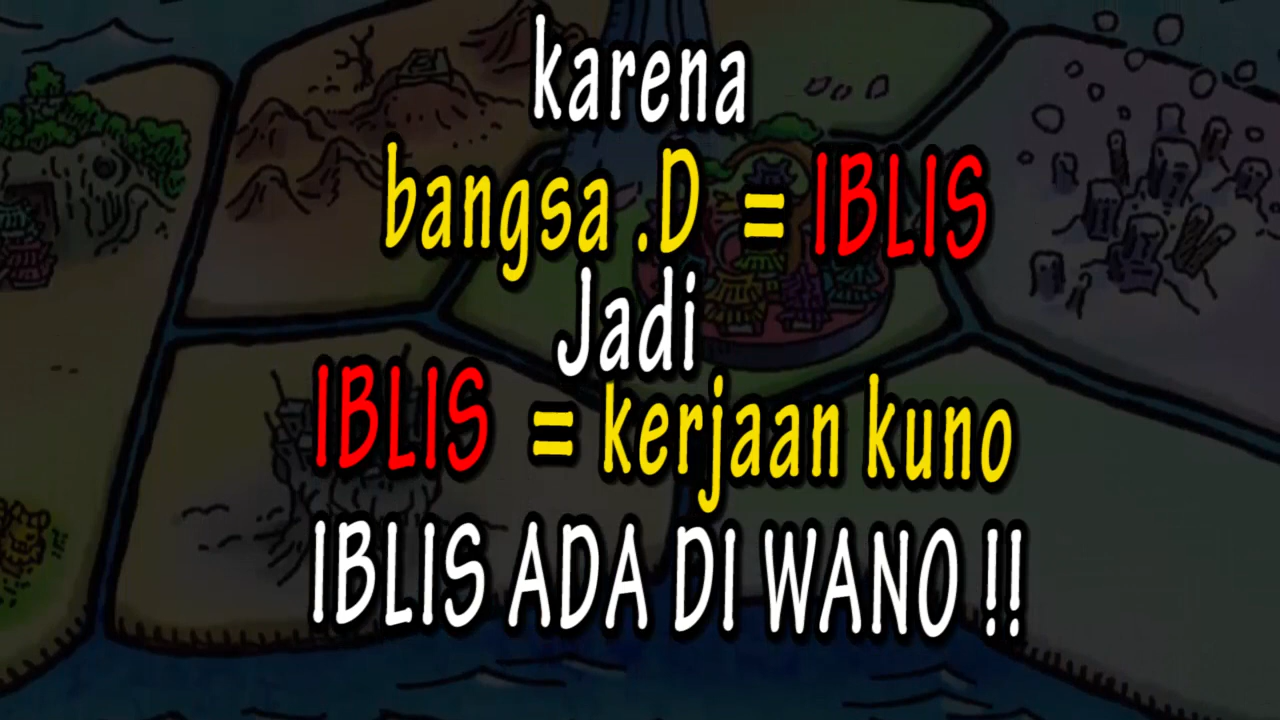 karena
bangsa .D = IBLIS
Jadi
IBLIS = kerjaan kuno
IBLIS ADA DI WANO !!